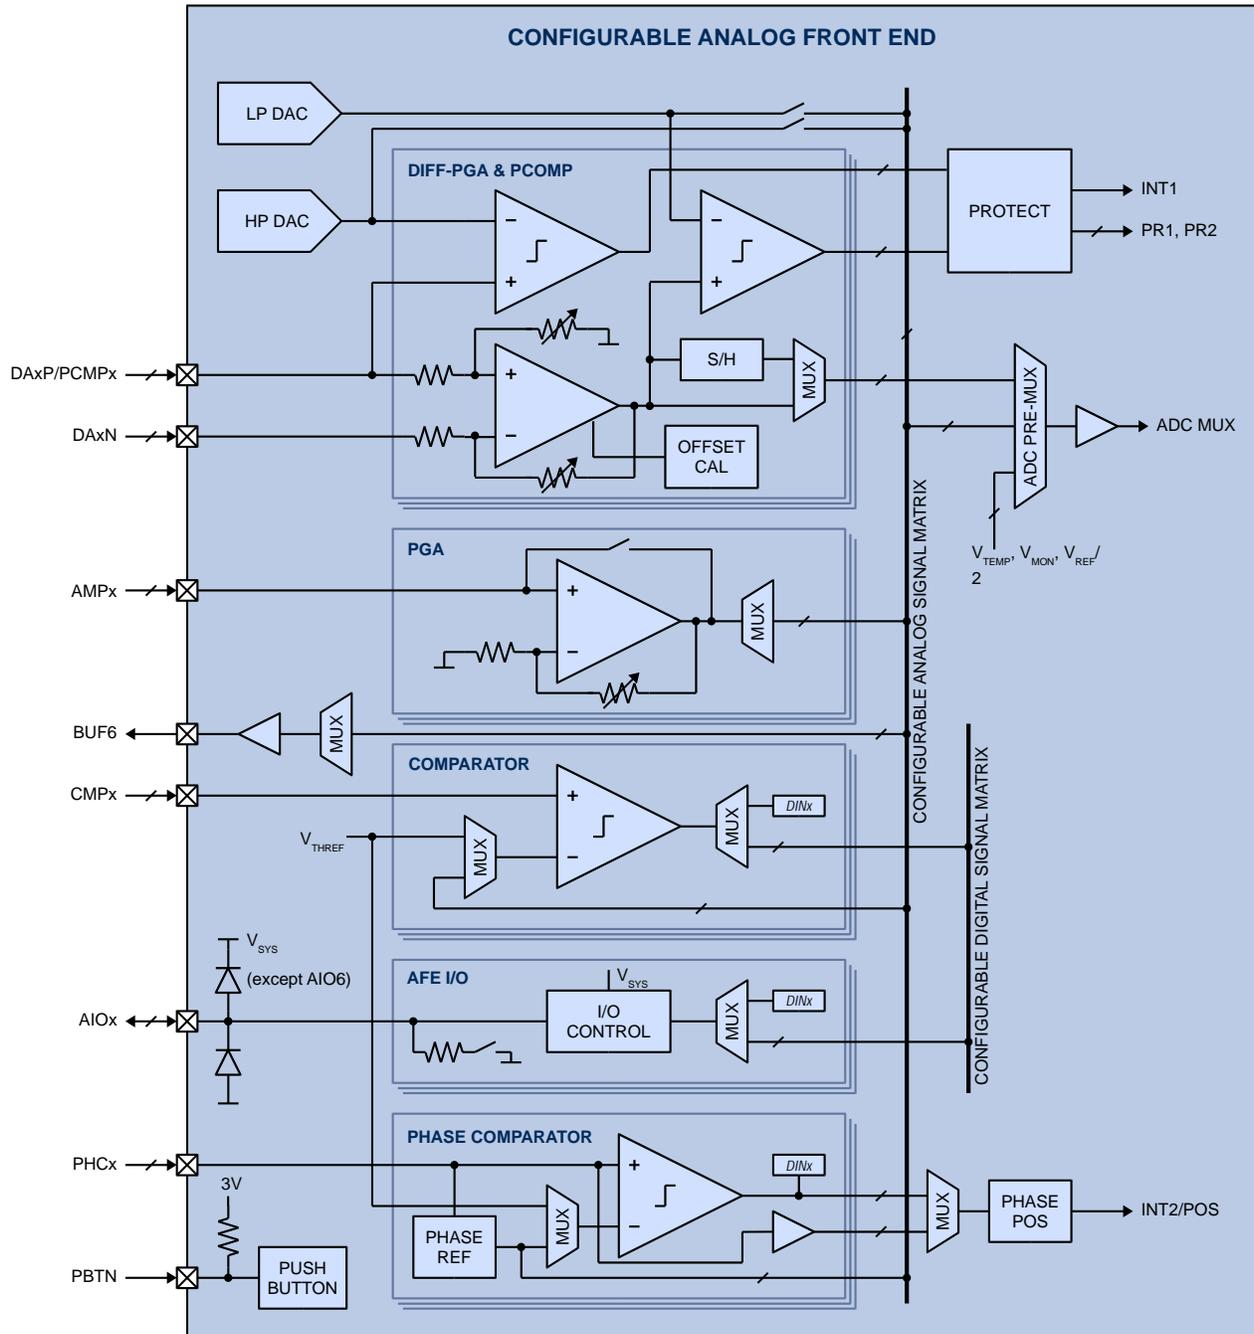 CONFIGURABLE ANALOG FRONT END
LP DAC
HP DAC
DIFF-PGA & PCOMP
−
+
−
+
PROTECT
INT1
PR1, PR2
DAxP/PCMPx
DAxN
+
−
S/H
MUX
OFFSET
CAL
ADC PRE-MUX
ADC MUX
VTEMP, VMON, VREF/
2
CONFIGURABLE ANALOG SIGNAL MATRIX
PGA
AMPx
+
−
MUX
BUF6
MUX
COMPARATOR
CMPx
+
−
VTHREF
MUX
MUX
DINx
CONFIGURABLE DIGITAL SIGNAL MATRIX
VSYS
(except AIO6)
AIOx
AFE I/O
VSYS
I/O
CONTROL
MUX
DINx
PHASE COMPARATOR
PHCx
+
−
DINx
MUX
PHASE
REF
MUX
PHASE
POS
INT2/POS
3V
PBTN
PUSH
BUTTON